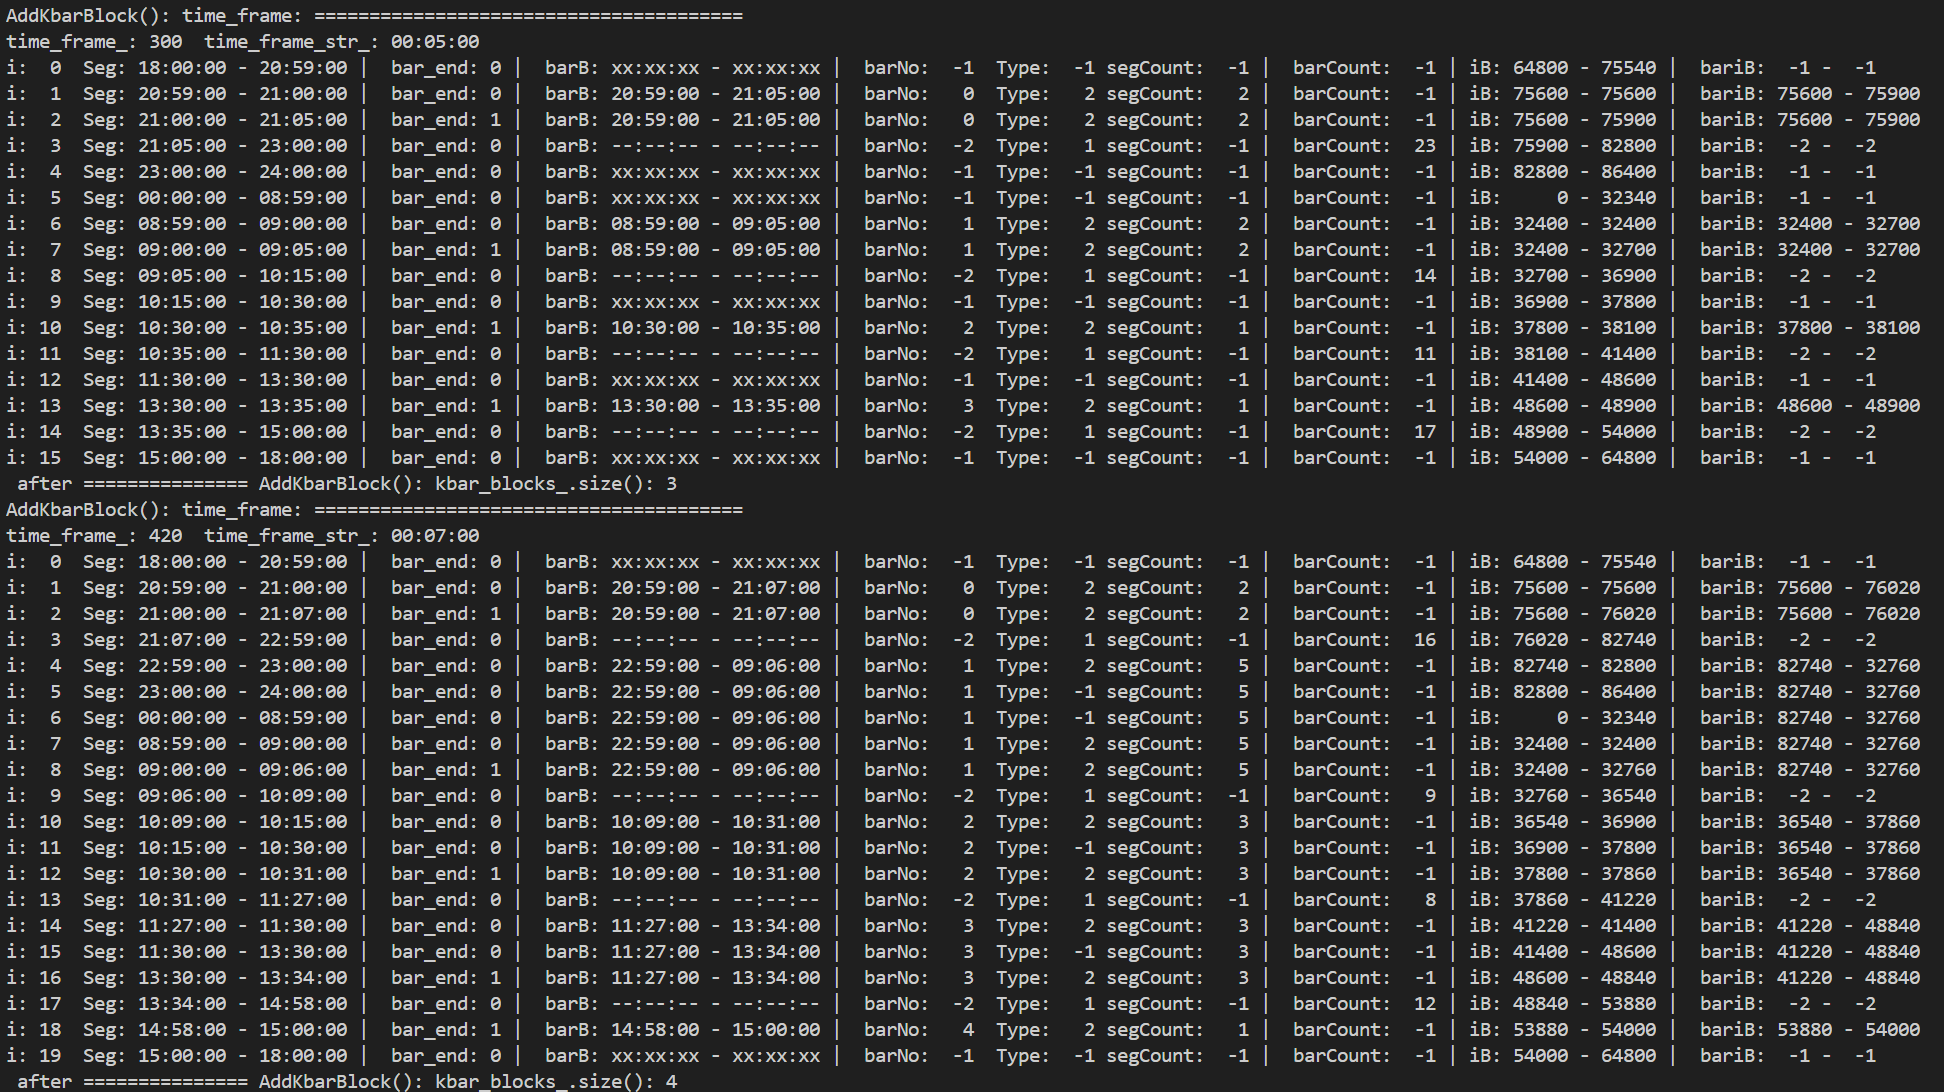 AddKbarBlock(): time_frame: =======================================
time_frame_: 300  time_frame_str_: 00:05:00
i:  0  Seg: 18:00:00 - 20:59:00 |  bar_end: 0 |  barB: xx:xx:xx - xx:xx:xx |  barNo:  -1  Type:  -1 segCount:  -1 |  barCount:  -1 | iB: 64800 - 75540 |  bariB:  -1 -  -1
i:  1  Seg: 20:59:00 - 21:00:00 |  bar_end: 0 |  barB: 20:59:00 - 21:05:00 |  barNo:   0  Type:   2 segCount:   2 |  barCount:  -1 | iB: 75600 - 75600 |  bariB: 75600 - 75900
i:  2  Seg: 21:00:00 - 21:05:00 |  bar_end: 1 |  barB: 20:59:00 - 21:05:00 |  barNo:   0  Type:   2 segCount:   2 |  barCount:  -1 | iB: 75600 - 75900 |  bariB: 75600 - 75900
i:  3  Seg: 21:05:00 - 23:00:00 |  bar_end: 0 |  barB: --:--:-- - --:--:-- |  barNo:  -2  Type:   1 segCount:  -1 |  barCount:  23 | iB: 75900 - 82800 |  bariB:  -2 -  -2
i:  4  Seg: 23:00:00 - 24:00:00 |  bar_end: 0 |  barB: xx:xx:xx - xx:xx:xx |  barNo:  -1  Type:  -1 segCount:  -1 |  barCount:  -1 | iB: 82800 - 86400 |  bariB:  -1 -  -1
i:  5  Seg: 00:00:00 - 08:59:00 |  bar_end: 0 |  barB: xx:xx:xx - xx:xx:xx |  barNo:  -1  Type:  -1 segCount:  -1 |  barCount:  -1 | iB:     0 - 32340 |  bariB:  -1 -  -1
i:  6  Seg: 08:59:00 - 09:00:00 |  bar_end: 0 |  barB: 08:59:00 - 09:05:00 |  barNo:   1  Type:   2 segCount:   2 |  barCount:  -1 | iB: 32400 - 32400 |  bariB: 32400 - 32700
i:  7  Seg: 09:00:00 - 09:05:00 |  bar_end: 1 |  barB: 08:59:00 - 09:05:00 |  barNo:   1  Type:   2 segCount:   2 |  barCount:  -1 | iB: 32400 - 32700 |  bariB: 32400 - 32700
i:  8  Seg: 09:05:00 - 10:15:00 |  bar_end: 0 |  barB: --:--:-- - --:--:-- |  barNo:  -2  Type:   1 segCount:  -1 |  barCount:  14 | iB: 32700 - 36900 |  bariB:  -2 -  -2
i:  9  Seg: 10:15:00 - 10:30:00 |  bar_end: 0 |  barB: xx:xx:xx - xx:xx:xx |  barNo:  -1  Type:  -1 segCount:  -1 |  barCount:  -1 | iB: 36900 - 37800 |  bariB:  -1 -  -1
i: 10  Seg: 10:30:00 - 10:35:00 |  bar_end: 1 |  barB: 10:30:00 - 10:35:00 |  barNo:   2  Type:   2 segCount:   1 |  barCount:  -1 | iB: 37800 - 38100 |  bariB: 37800 - 38100
i: 11  Seg: 10:35:00 - 11:30:00 |  bar_end: 0 |  barB: --:--:-- - --:--:-- |  barNo:  -2  Type:   1 segCount:  -1 |  barCount:  11 | iB: 38100 - 41400 |  bariB:  -2 -  -2
i: 12  Seg: 11:30:00 - 13:30:00 |  bar_end: 0 |  barB: xx:xx:xx - xx:xx:xx |  barNo:  -1  Type:  -1 segCount:  -1 |  barCount:  -1 | iB: 41400 - 48600 |  bariB:  -1 -  -1
i: 13  Seg: 13:30:00 - 13:35:00 |  bar_end: 1 |  barB: 13:30:00 - 13:35:00 |  barNo:   3  Type:   2 segCount:   1 |  barCount:  -1 | iB: 48600 - 48900 |  bariB: 48600 - 48900
i: 14  Seg: 13:35:00 - 15:00:00 |  bar_end: 0 |  barB: --:--:-- - --:--:-- |  barNo:  -2  Type:   1 segCount:  -1 |  barCount:  17 | iB: 48900 - 54000 |  bariB:  -2 -  -2
i: 15  Seg: 15:00:00 - 18:00:00 |  bar_end: 0 |  barB: xx:xx:xx - xx:xx:xx |  barNo:  -1  Type:  -1 segCount:  -1 |  barCount:  -1 | iB: 54000 - 64800 |  bariB:  -1 -  -1
 after =============== AddKbarBlock(): kbar_blocks_.size(): 3
AddKbarBlock(): time_frame: =======================================
time_frame_: 420  time_frame_str_: 00:07:00
i:  0  Seg: 18:00:00 - 20:59:00 |  bar_end: 0 |  barB: xx:xx:xx - xx:xx:xx |  barNo:  -1  Type:  -1 segCount:  -1 |  barCount:  -1 | iB: 64800 - 75540 |  bariB:  -1 -  -1
i:  1  Seg: 20:59:00 - 21:00:00 |  bar_end: 0 |  barB: 20:59:00 - 21:07:00 |  barNo:   0  Type:   2 segCount:   2 |  barCount:  -1 | iB: 75600 - 75600 |  bariB: 75600 - 76020
i:  2  Seg: 21:00:00 - 21:07:00 |  bar_end: 1 |  barB: 20:59:00 - 21:07:00 |  barNo:   0  Type:   2 segCount:   2 |  barCount:  -1 | iB: 75600 - 76020 |  bariB: 75600 - 76020
i:  3  Seg: 21:07:00 - 22:59:00 |  bar_end: 0 |  barB: --:--:-- - --:--:-- |  barNo:  -2  Type:   1 segCount:  -1 |  barCount:  16 | iB: 76020 - 82740 |  bariB:  -2 -  -2
i:  4  Seg: 22:59:00 - 23:00:00 |  bar_end: 0 |  barB: 22:59:00 - 09:06:00 |  barNo:   1  Type:   2 segCount:   5 |  barCount:  -1 | iB: 82740 - 82800 |  bariB: 82740 - 32760
i:  5  Seg: 23:00:00 - 24:00:00 |  bar_end: 0 |  barB: 22:59:00 - 09:06:00 |  barNo:   1  Type:  -1 segCount:   5 |  barCount:  -1 | iB: 82800 - 86400 |  bariB: 82740 - 32760
i:  6  Seg: 00:00:00 - 08:59:00 |  bar_end: 0 |  barB: 22:59:00 - 09:06:00 |  barNo:   1  Type:  -1 segCount:   5 |  barCount:  -1 | iB:     0 - 32340 |  bariB: 82740 - 32760
i:  7  Seg: 08:59:00 - 09:00:00 |  bar_end: 0 |  barB: 22:59:00 - 09:06:00 |  barNo:   1  Type:   2 segCount:   5 |  barCount:  -1 | iB: 32400 - 32400 |  bariB: 82740 - 32760
i:  8  Seg: 09:00:00 - 09:06:00 |  bar_end: 1 |  barB: 22:59:00 - 09:06:00 |  barNo:   1  Type:   2 segCount:   5 |  barCount:  -1 | iB: 32400 - 32760 |  bariB: 82740 - 32760
i:  9  Seg: 09:06:00 - 10:09:00 |  bar_end: 0 |  barB: --:--:-- - --:--:-- |  barNo:  -2  Type:   1 segCount:  -1 |  barCount:   9 | iB: 32760 - 36540 |  bariB:  -2 -  -2
i: 10  Seg: 10:09:00 - 10:15:00 |  bar_end: 0 |  barB: 10:09:00 - 10:31:00 |  barNo:   2  Type:   2 segCount:   3 |  barCount:  -1 | iB: 36540 - 36900 |  bariB: 36540 - 37860
i: 11  Seg: 10:15:00 - 10:30:00 |  bar_end: 0 |  barB: 10:09:00 - 10:31:00 |  barNo:   2  Type:  -1 segCount:   3 |  barCount:  -1 | iB: 36900 - 37800 |  bariB: 36540 - 37860
i: 12  Seg: 10:30:00 - 10:31:00 |  bar_end: 1 |  barB: 10:09:00 - 10:31:00 |  barNo:   2  Type:   2 segCount:   3 |  barCount:  -1 | iB: 37800 - 37860 |  bariB: 36540 - 37860
i: 13  Seg: 10:31:00 - 11:27:00 |  bar_end: 0 |  barB: --:--:-- - --:--:-- |  barNo:  -2  Type:   1 segCount:  -1 |  barCount:   8 | iB: 37860 - 41220 |  bariB:  -2 -  -2
i: 14  Seg: 11:27:00 - 11:30:00 |  bar_end: 0 |  barB: 11:27:00 - 13:34:00 |  barNo:   3  Type:   2 segCount:   3 |  barCount:  -1 | iB: 41220 - 41400 |  bariB: 41220 - 48840
i: 15  Seg: 11:30:00 - 13:30:00 |  bar_end: 0 |  barB: 11:27:00 - 13:34:00 |  barNo:   3  Type:  -1 segCount:   3 |  barCount:  -1 | iB: 41400 - 48600 |  bariB: 41220 - 48840
i: 16  Seg: 13:30:00 - 13:34:00 |  bar_end: 1 |  barB: 11:27:00 - 13:34:00 |  barNo:   3  Type:   2 segCount:   3 |  barCount:  -1 | iB: 48600 - 48840 |  bariB: 41220 - 48840
i: 17  Seg: 13:34:00 - 14:58:00 |  bar_end: 0 |  barB: --:--:-- - --:--:-- |  barNo:  -2  Type:   1 segCount:  -1 |  barCount:  12 | iB: 48840 - 53880 |  bariB:  -2 -  -2
i: 18  Seg: 14:58:00 - 15:00:00 |  bar_end: 1 |  barB: 14:58:00 - 15:00:00 |  barNo:   4  Type:   2 segCount:   1 |  barCount:  -1 | iB: 53880 - 54000 |  bariB: 53880 - 54000
i: 19  Seg: 15:00:00 - 18:00:00 |  bar_end: 0 |  barB: xx:xx:xx - xx:xx:xx |  barNo:  -1  Type:  -1 segCount:  -1 |  barCount:  -1 | iB: 54000 - 64800 |  bariB:  -1 -  -1
 after =============== AddKbarBlock(): kbar_blocks_.size(): 4